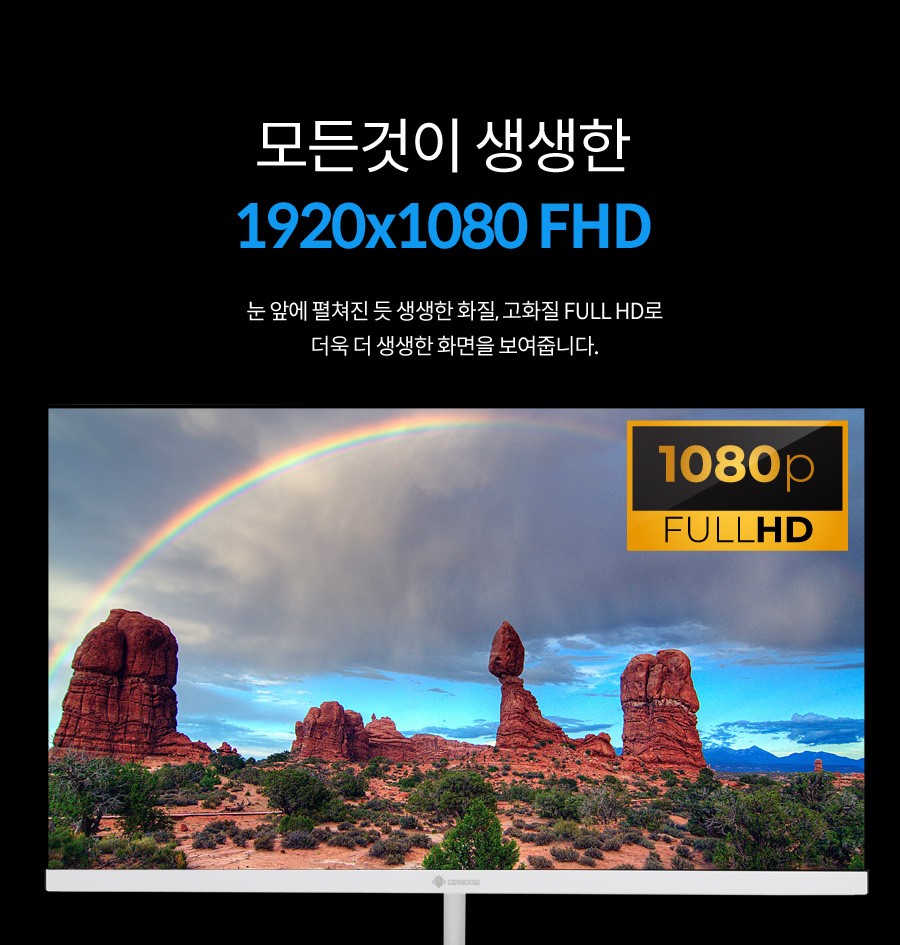 모든것이 생생한
1920x1080 FHD
눈 앞에 펼쳐진 듯 생생한 화질, 고화질 FULL HD로
더욱 더 생생한 화면을 보여줍니다.
1080p
FULLHD